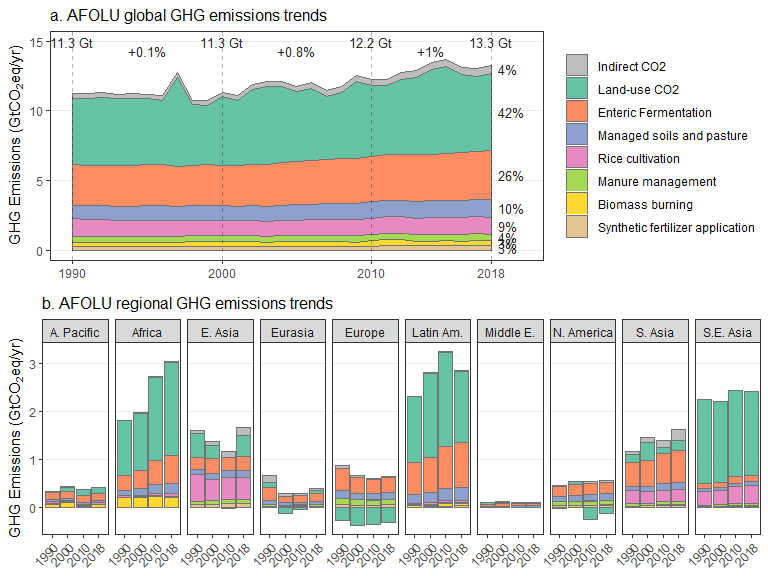 a. AFOLU global GHG emissions trends
GHG Emissions (GtCO2eq/yr)
15
10
5
0
11.3 Gt
+0.1%
11.3 Gt
+0.8%
12.2 Gt
+1%
13.3 Gt
4%
42%
26%
10%
9%
4%
3%
1990
2000
2010
2018
Indirect CO2
Land-use CO2
Enteric Fermentation
Managed soils and pasture
Rice cultivation
Manure management
Biomass burning
Synthetic fertilizer application
b. AFOLU regional GHG emissions trends
GHG Emissions (GtCO2eq/yr)
3
2
1
0
A. Pacific
Africa
E. Asia
Eurasia
Europe
Latin Am.
Middle E.
N. America
S. Asia
S.E. Asia
1990 2000 2010 2018
1990 2000 2010 2018
1990 2000 2010 2018
1990 2000 2010 2018
1990 2000 2010 2018
1990 2000 2010 2018
1990 2000 2010 2018
1990 2000 2010 2018
1990 2000 2010 2018
1990 2000 2010 2018